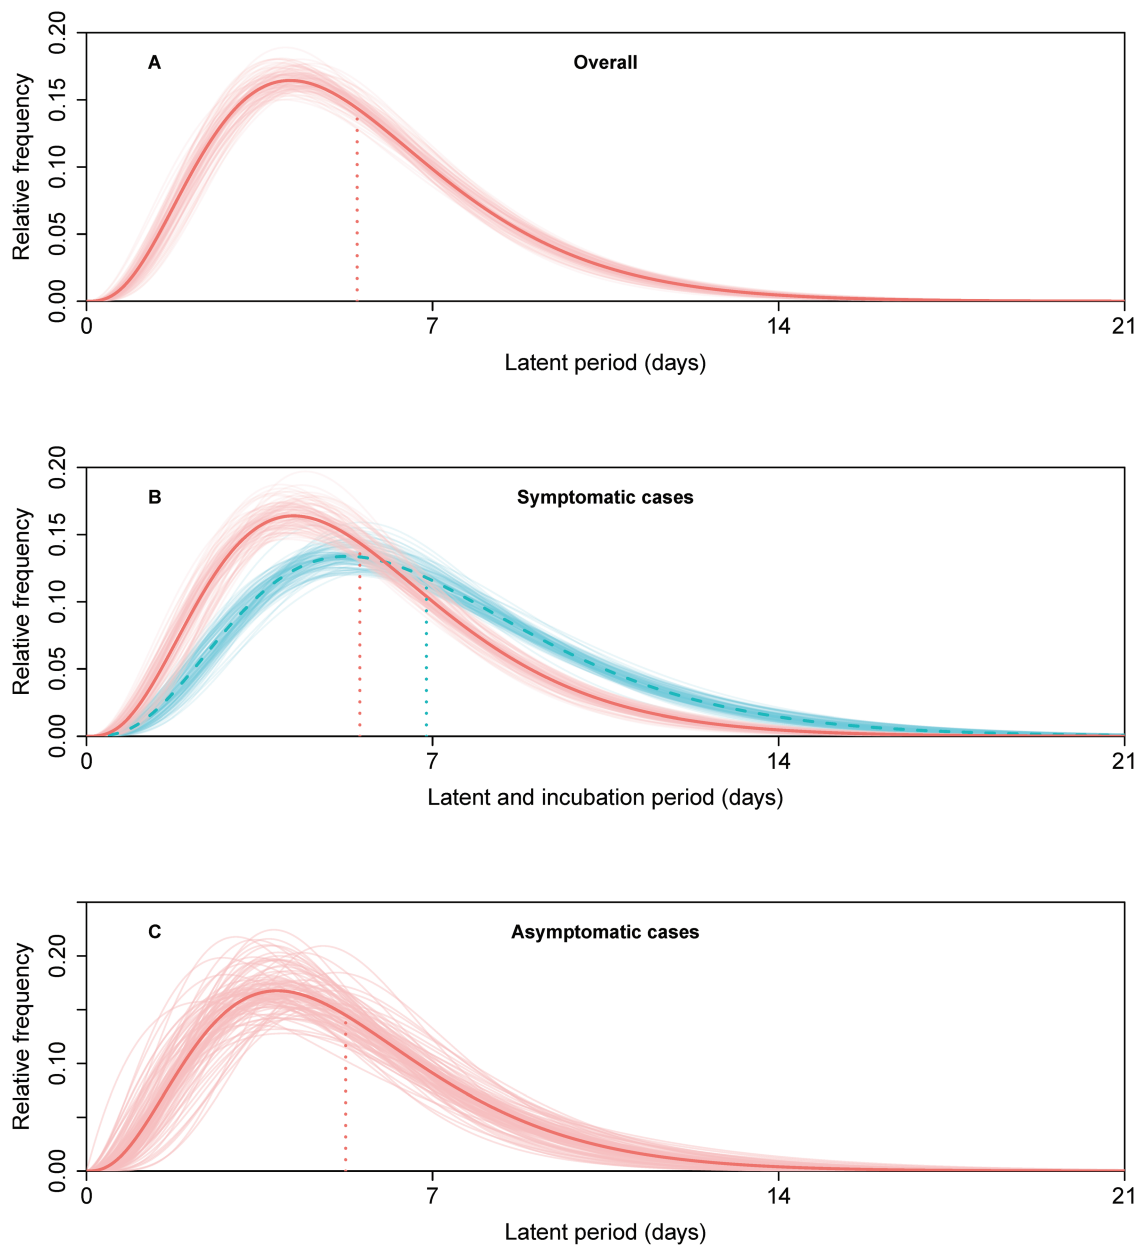 A
Overall
Relative frequency
0.20
0.15
0.10
0.05
0.00
0 7 14 21
Latent period (days)
B
Symptomatic cases
Relative frequency
0.20
0.15
0.10
0.05
0.00
0 7 14 21
Latent and incubation period (days)
C
Asymptomatic cases
Relative frequency
0.20
0.10
0.00
0 7 14 21
Latent period (days)